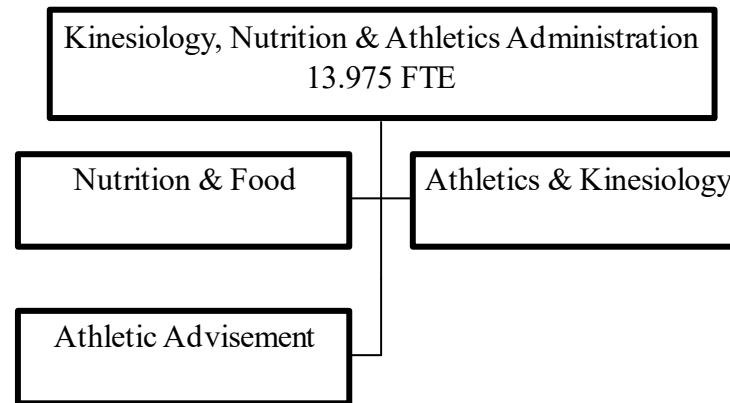 Kinesiology, Nutrition & Athletics Administration
13.975 FTE
Nutrition & Food
Athletics & Kinesiology
Athletic Advisement